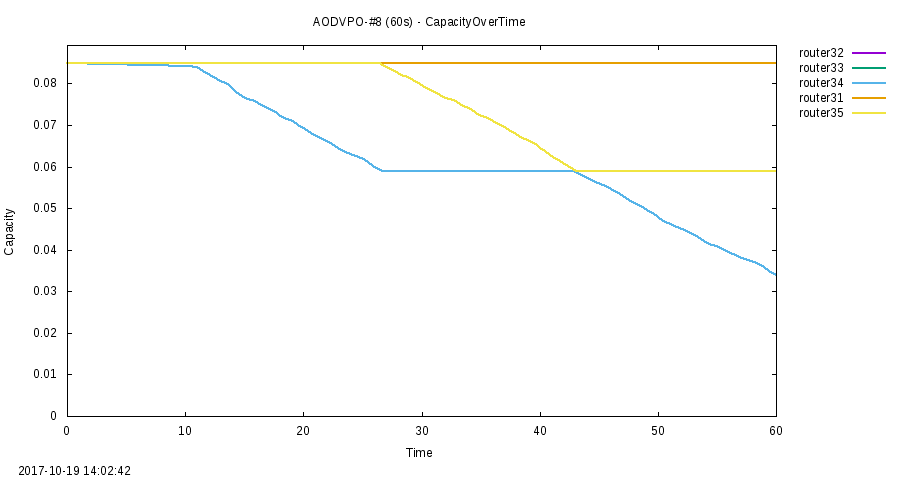 AODVPO-#8 (60s) - CapacityOverTime
router32
router33
router34
router31
router35
0.08
0.07
0.06
0.05
0.04
0.03
0.02
0.01
0
Capacity
0 10 20 30 40 50 60
Time
2017-10-19 14:02:42